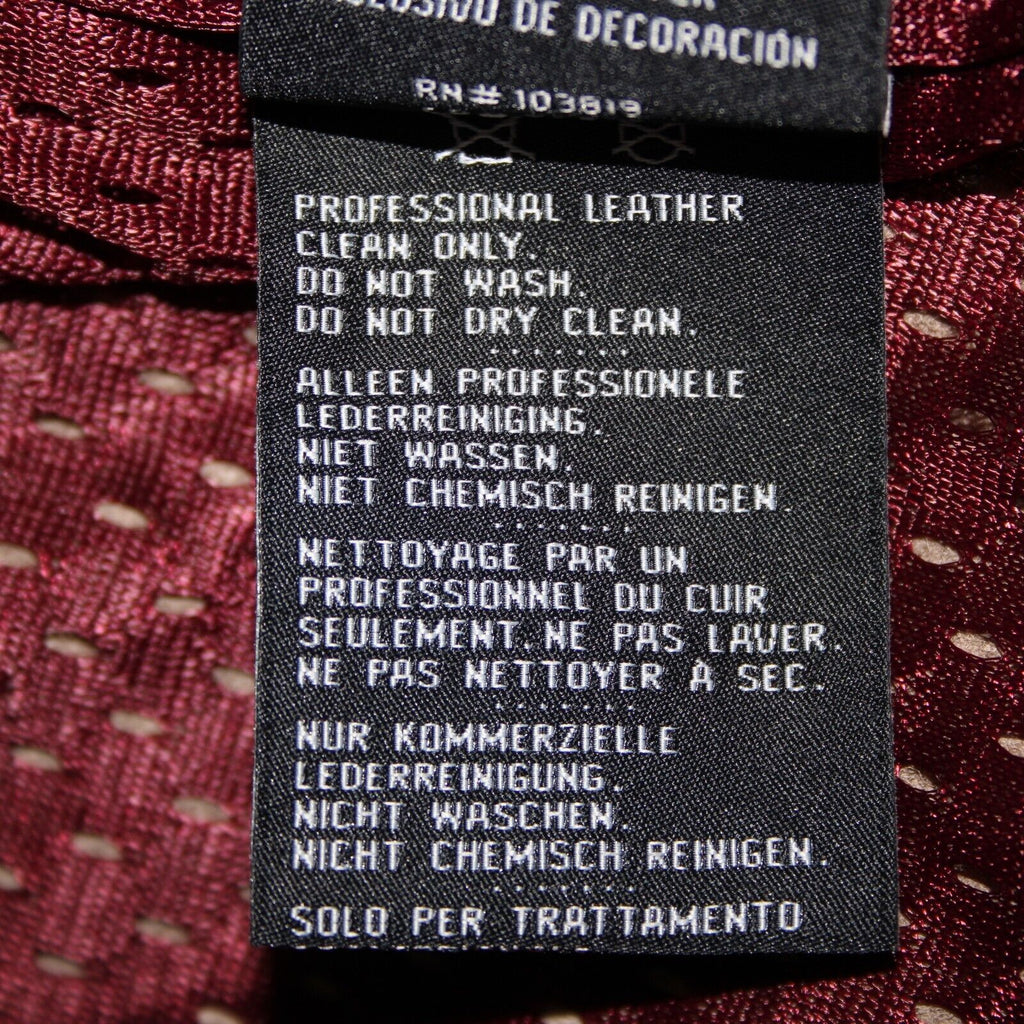 DE DECORACIÓN
RN# 103819
PROFESSIONAL LEATHER
CLEAN ONLY.
DO NOT WASH.
DO NOT DRY CLEAN.
ALLEEN PROFESSIONELE
LEDERREINIGING.
NIET WASSEN.
NIET CHEMISCH REINIGEN.
NETTOYAGE PAR UN
PROFESSIONNEL DU CUIR
SEULEMENT. NE PAS LAVER.
NE PAS NETTOYER À SEC.
NUR KOMMERZIELLE
LEDERREINIGUNG.
NICHT WASCHEN.
NICHT CHEMISCH REINIGEN.
SOLO PER TRATTAMENTO